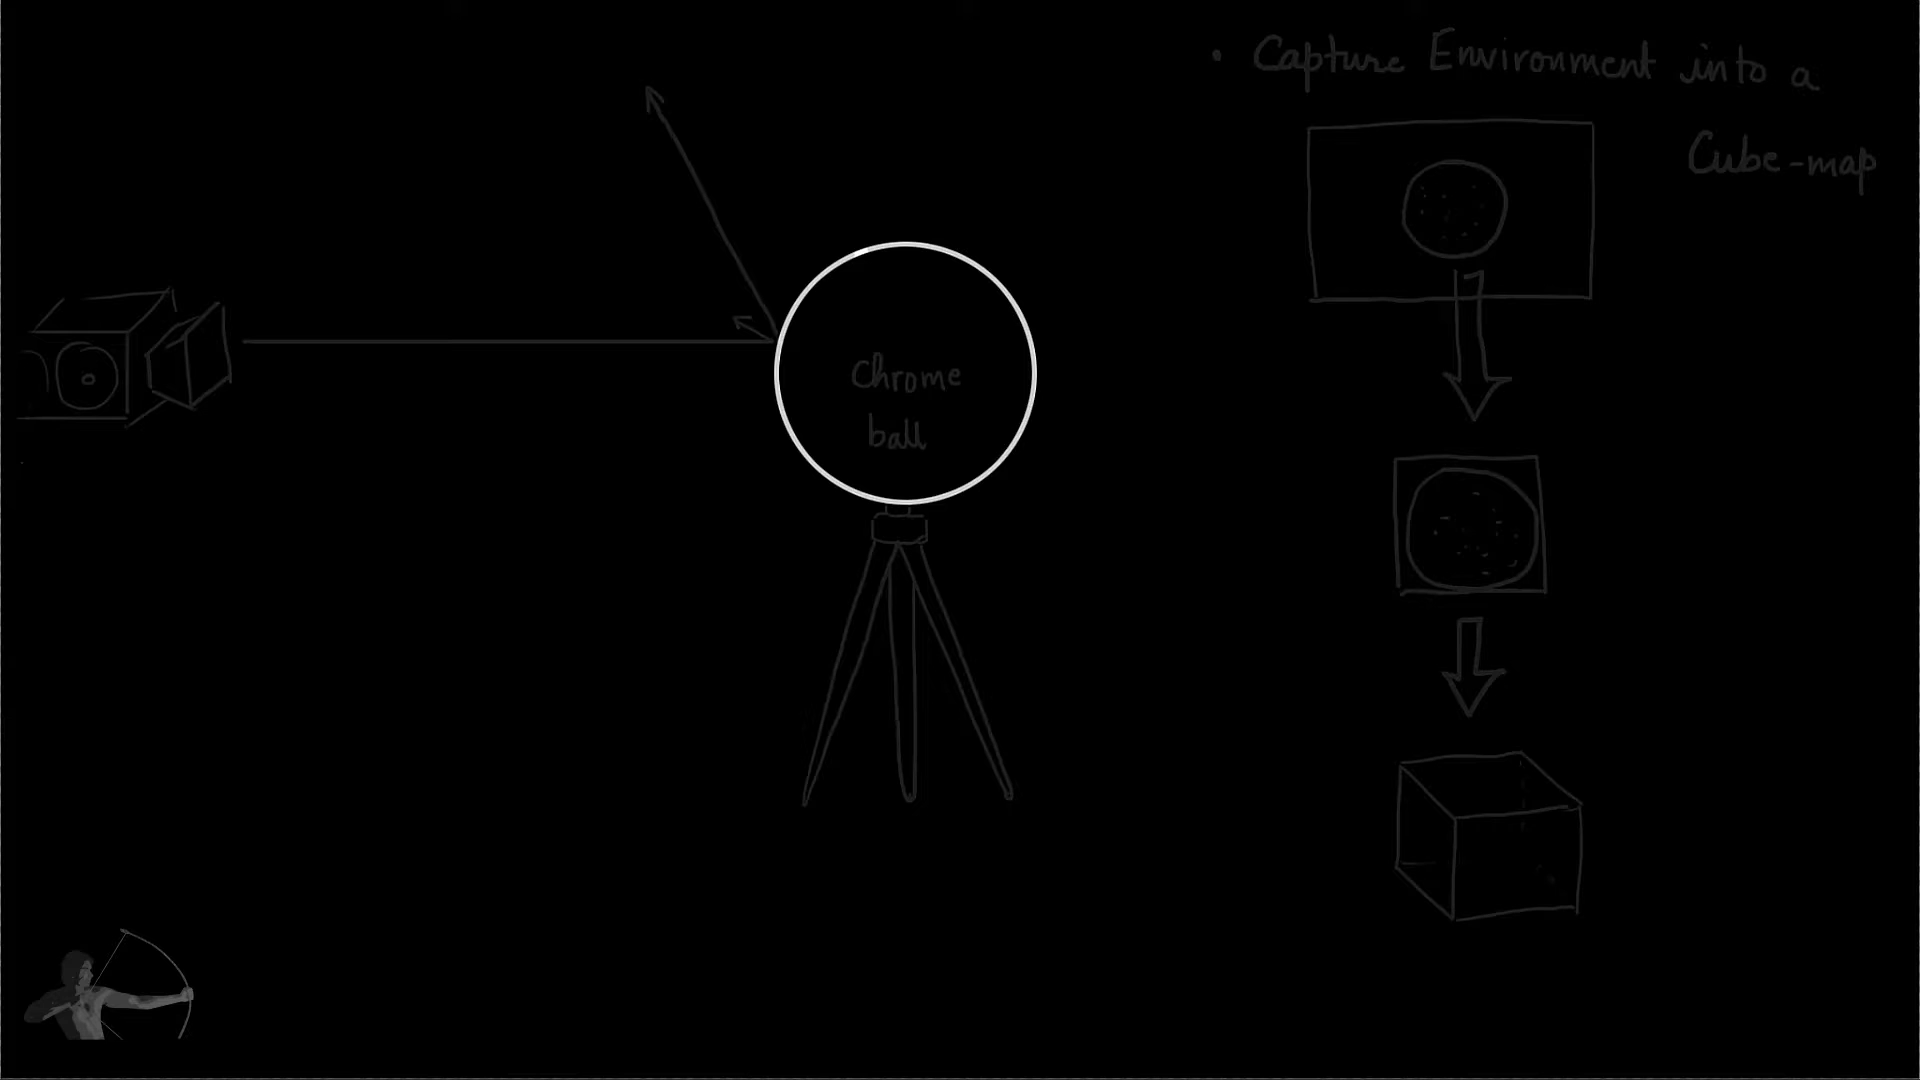 • Capture Environment into a
Cube-map
Chrome
ball